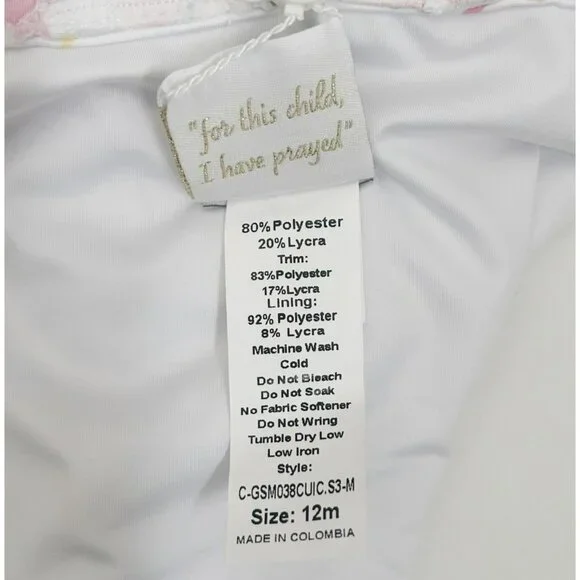 "for this child,
I have prayed"
80%Polyester
20%Lycra
Trim:
83%Polyester
17%Lycra
Lining:
92% Polyester
8% Lycra
Machine Wash
Cold
Do Not Bleach
Do Not Soak
No Fabric Softener
Do Not Wring
Tumble Dry Low
Low Iron
Style:
C-GSM038CUIC.S3-M
Size: 12m
MADE IN COLOMBIA